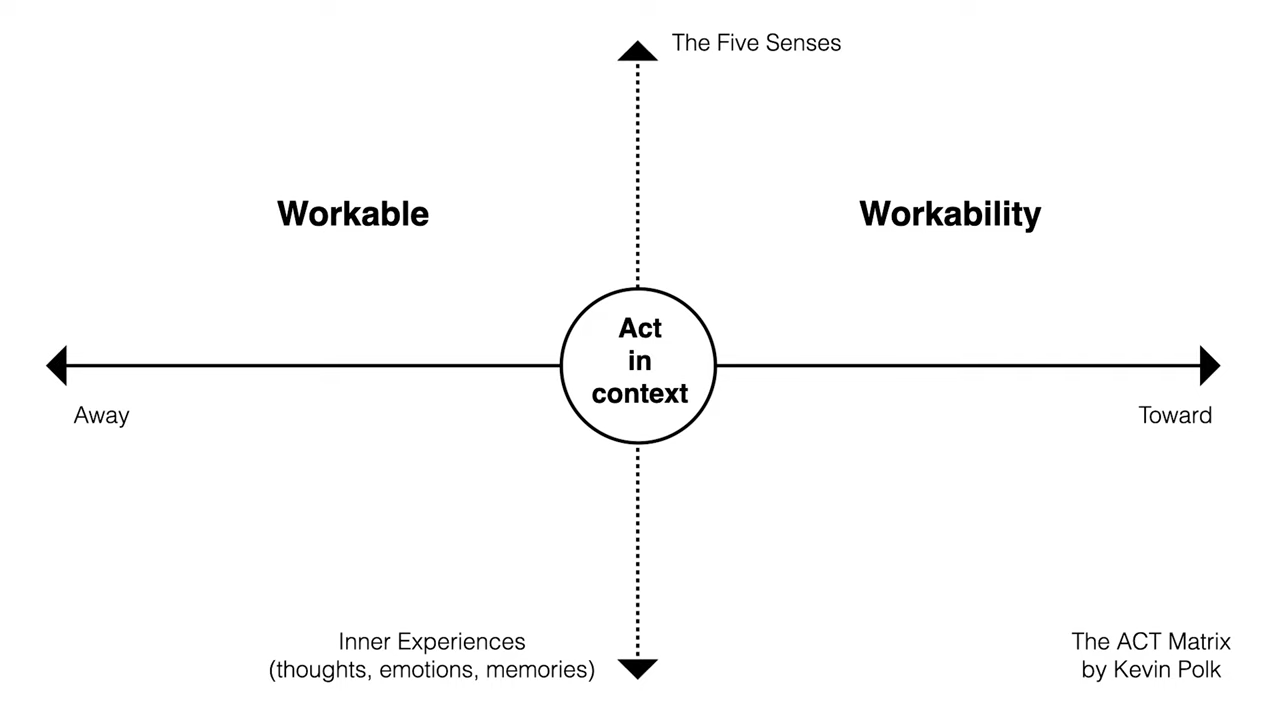 The Five Senses
Workable
Workability
Act
in
context
Away
Toward
Inner Experiences
(thoughts, emotions, memories)
The ACT Matrix
by Kevin Polk